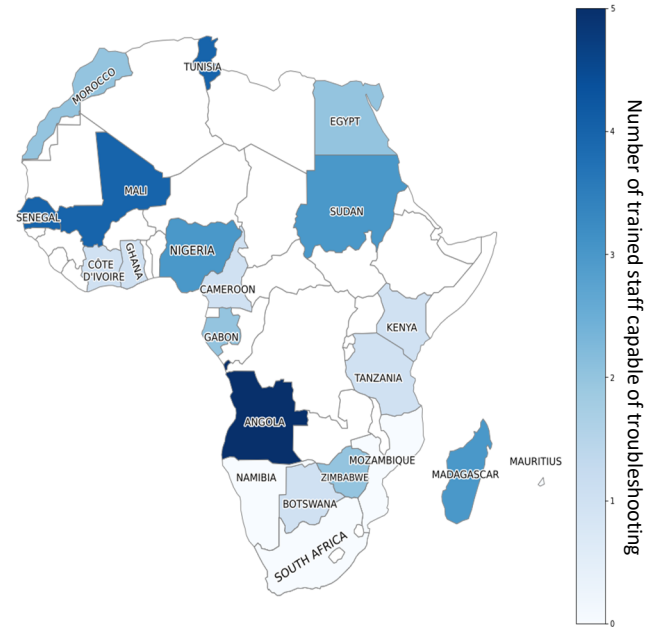 TUNISIA
MOROCCO
EGYPT
MALI
SENEGAL
SUDAN
NIGERIA
GHANA
CÔTE
D'IVOIRE
CAMEROON
KENYA
GABON
TANZANIA
ANGOLA
MOZAMBIQUE
MAURITIUS
MADAGASCAR
NAMIBIA
ZIMBABWE
BOTSWANA
SOUTH AFRICA
5
4
3
2
1
0
Number of trained staff capable of troubleshooting